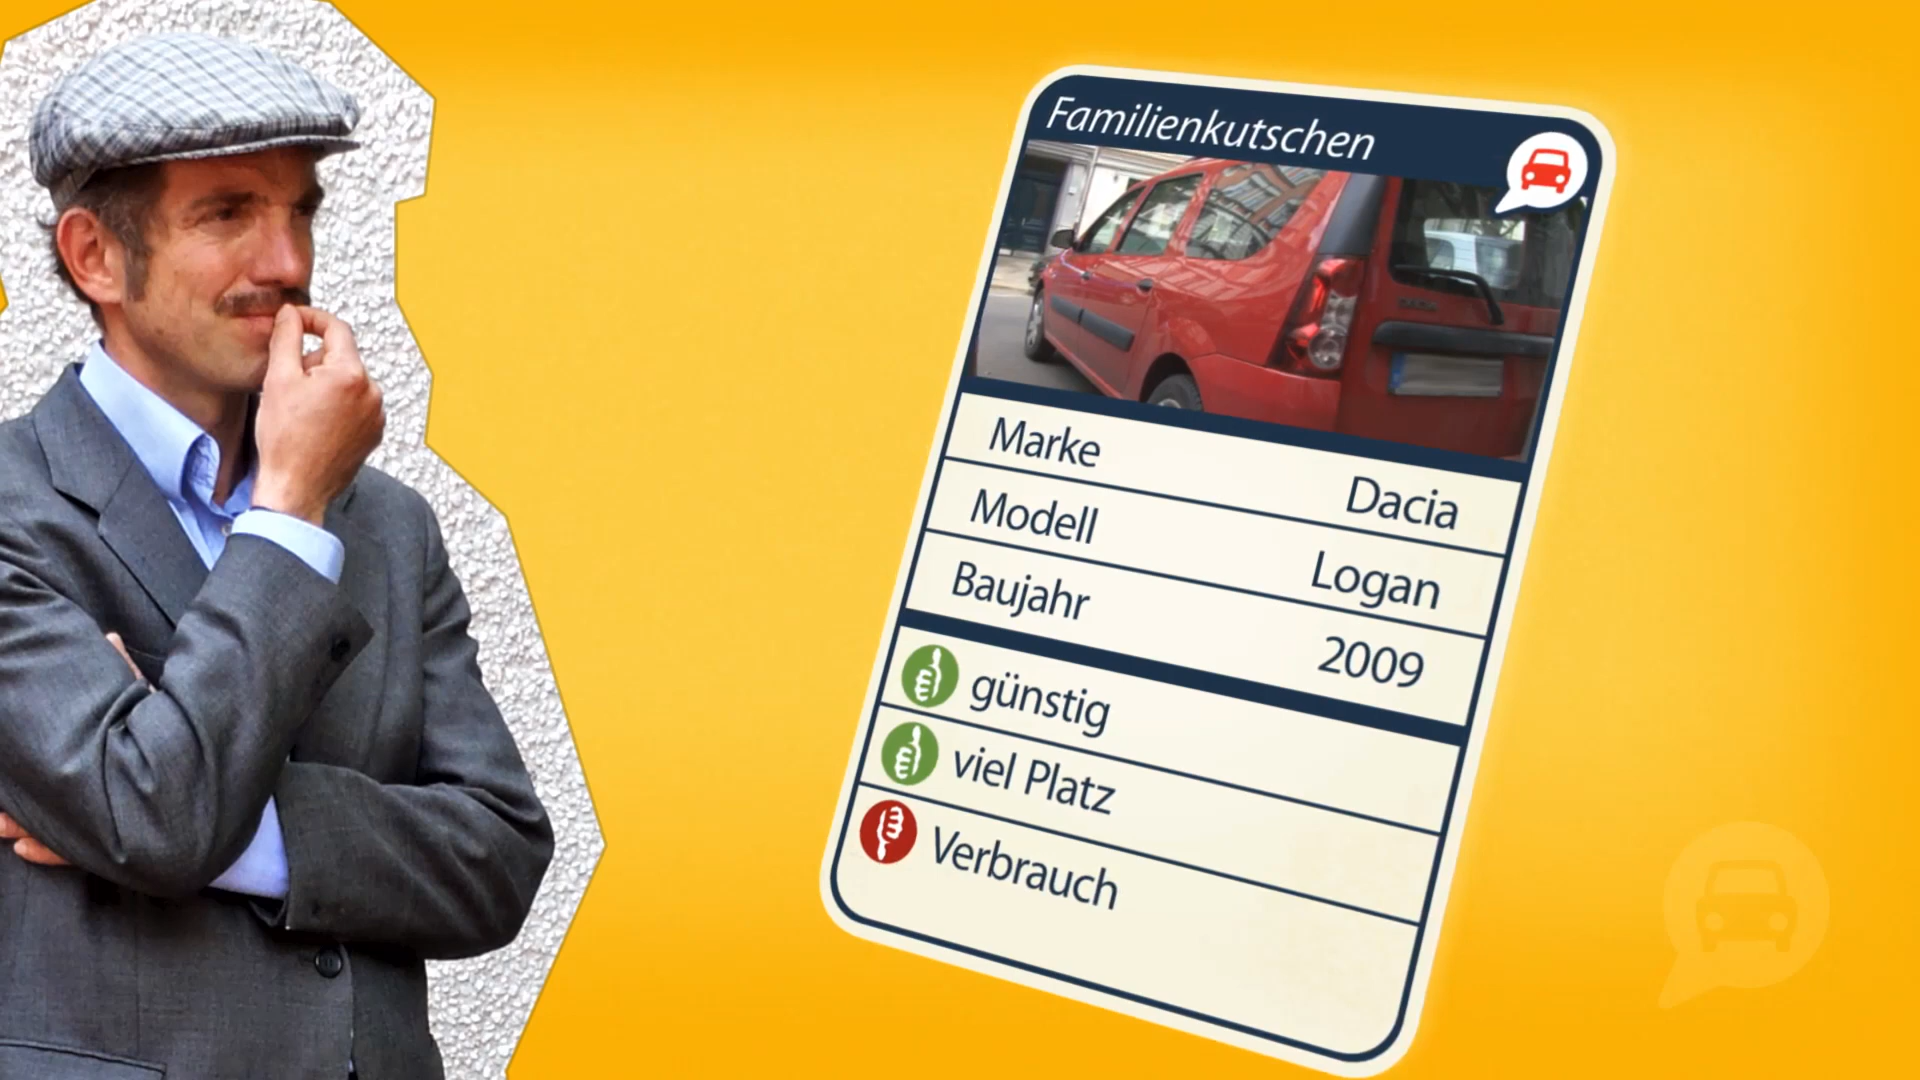 Familienkutschen
Marke Dacia
Modell Logan
Baujahr 2009
günstig
viel Platz
Verbrauch